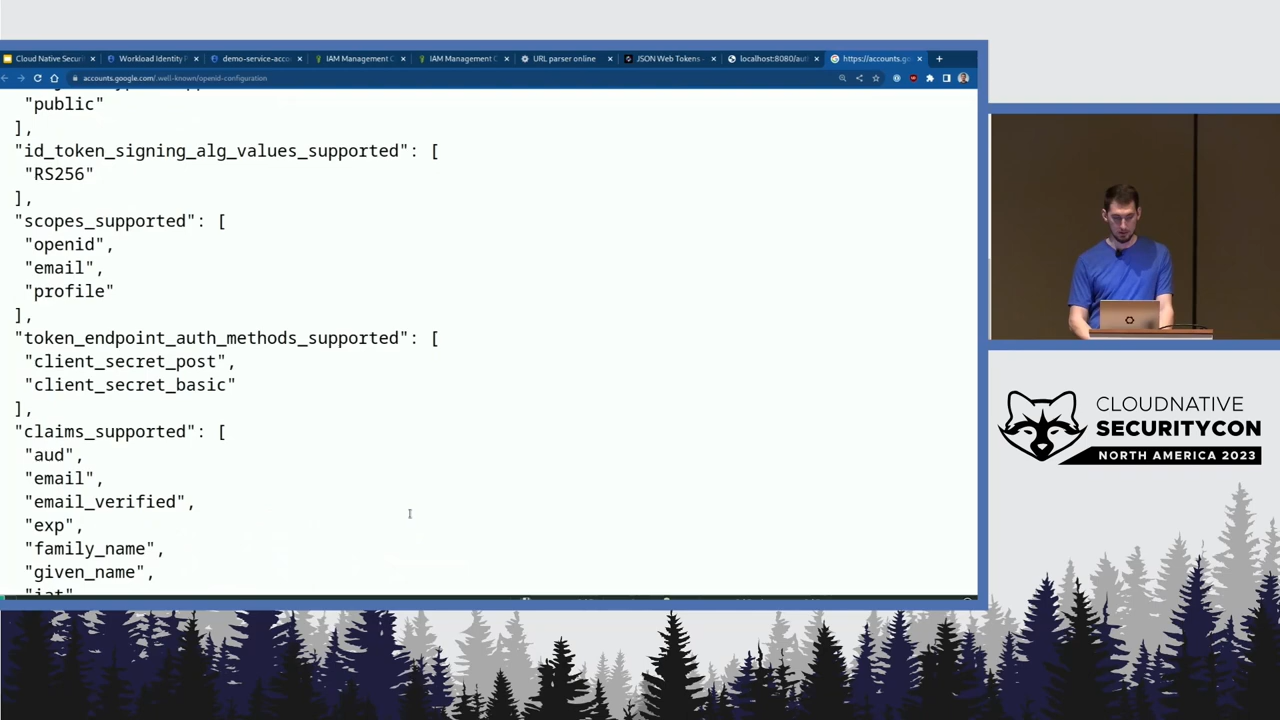 Cloud Native Securi
Workload Identity P
demo-service-acco
IAM Management C
IAM Management C
URL parser online
JSON Web Tokens -
localhost:8080/aut
https://accounts.go
accounts.google.com/.well-known/openid-configuration
"public"
],
"id_token_signing_alg_values_supported": [
"RS256"
],
"scopes_supported": [
"openid",
"email",
"profile"
],
"token_endpoint_auth_methods_supported": [
"client_secret_post",
"client_secret_basic"
],
"claims_supported": [
"aud",
"email",
"email_verified",
"exp",
"family_name",
"given_name",
"iat"
CLOUDNATIVE
SECURITYCON
NORTH AMERICA 2023